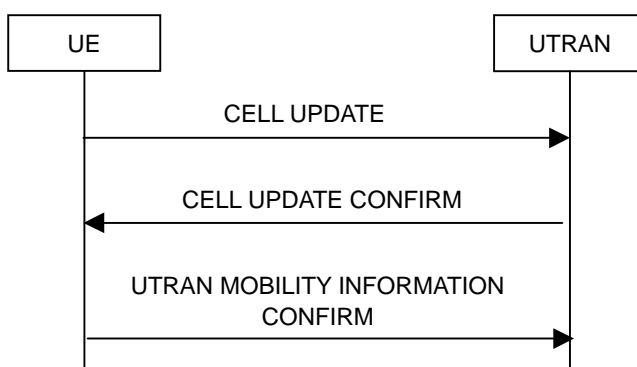 UE
UTRAN
CELL UPDATE
CELL UPDATE CONFIRM
UTRAN MOBILITY INFORMATION
CONFIRM